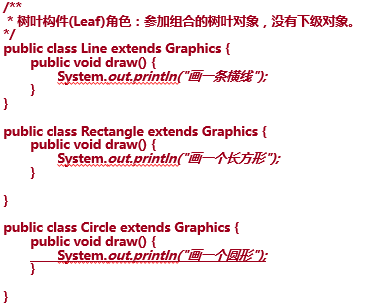 /**
* 树叶构件(Leaf)角色：参加组合的树叶对象，没有下级对象。
*/
public class Line extends Graphics {
public void draw() {
System.out.println("画一条横线");
}
}
public class Rectangle extends Graphics {
public void draw() {
System.out.println("画一个长方形");
}
}
public class Circle extends Graphics {
public void draw() {
System.out.println("画一个圆形");
}
}